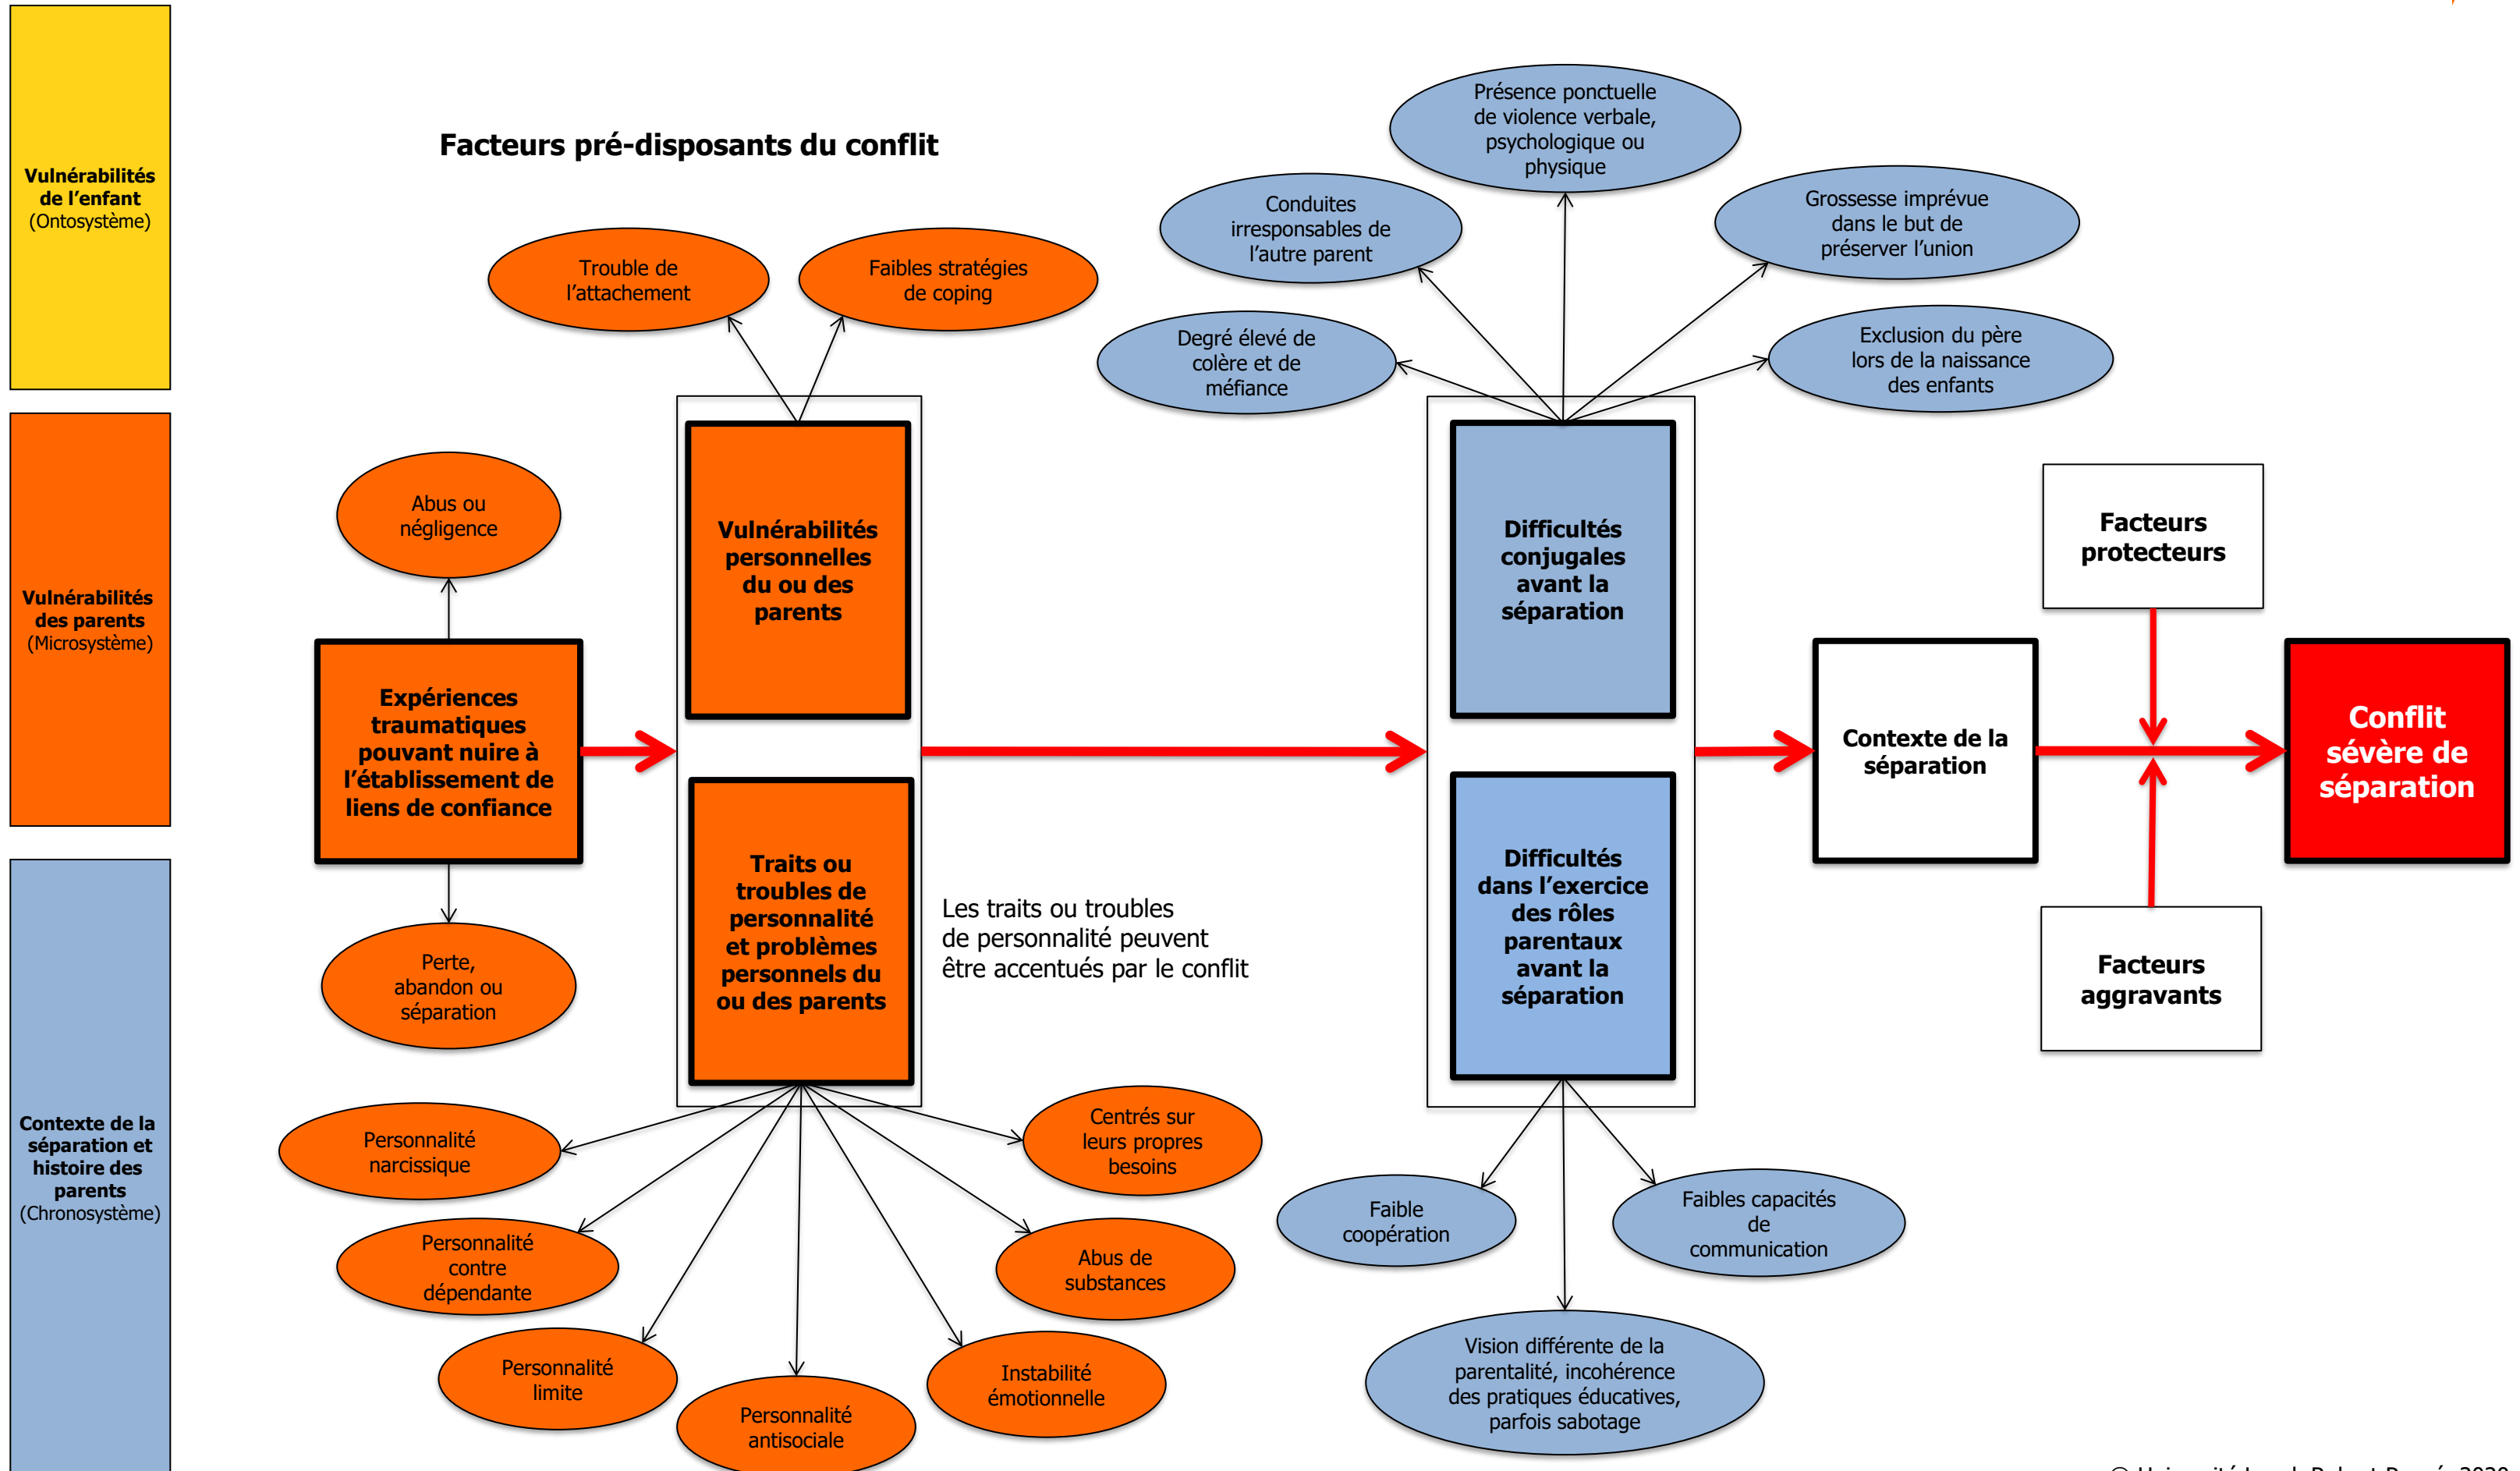 Vulnérabilités
de l'enfant
(Ontosystème)
Vulnérabilités
des parents
(Microsystème)
Contexte de la
séparation et
histoire des
parents
(Chronosystème)
Facteurs pré-disposants du conflit
Trouble de
l'attachement
Faibles stratégies
de coping
Abus ou
négligence
Expériences
traumatiques
pouvant nuire à
l'établissement de
liens de confiance
Perte,
abandon ou
séparation
Vulnérabilités
personnelles
du ou des
parents
Traits ou
troubles de
personnalité
et problèmes
personnels du
ou des parents
Les traits ou troubles
de personnalité peuvent
être accentués par le conflit
Personnalité
narcissique
Personnalité
contre
dépendante
Personnalité
limite
Personnalité
antisociale
Instabilité
émotionnelle
Abus de
substances
Centrés sur
leurs propres
besoins
Degré élevé de
colère et de
méfiance
Conduites
irresponsables de
l'autre parent
Présence ponctuelle
de violence verbale,
psychologique ou
physique
Grossesse imprévue
dans le but de
préserver l'union
Exclusion du père
lors de la naissance
des enfants
Difficultés
conjugales
avant la
séparation
Difficultés
dans l'exercice
des rôles
parentaux
avant la
séparation
Faible
coopération
Vision différente de la
parentalité, incohérence
des pratiques éducatives,
parfois sabotage
Faibles capacités
de
communication
Contexte de la
séparation
Facteurs
protecteurs
Facteurs
aggravants
Conflit
sévère de
séparation